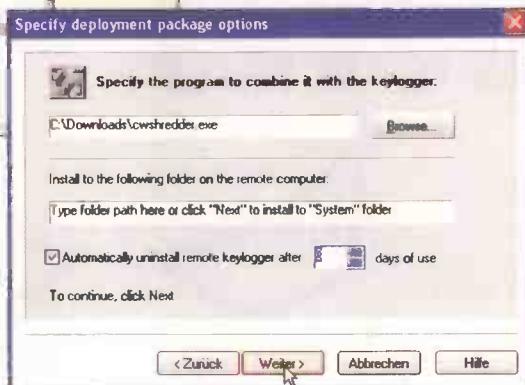 Specify deployment package options
Specify the program to combine it with the keylogger:
C:\Downloads\cwshredder.exe
Browse...
Install to the following folder on the remote computer:
Type folder path here or click "Next" to install to "System" folder
Automatically uninstall remote keylogger after days of use
To continue, click Next
< Zurück
Weiter >
Abbrechen
Hilfe